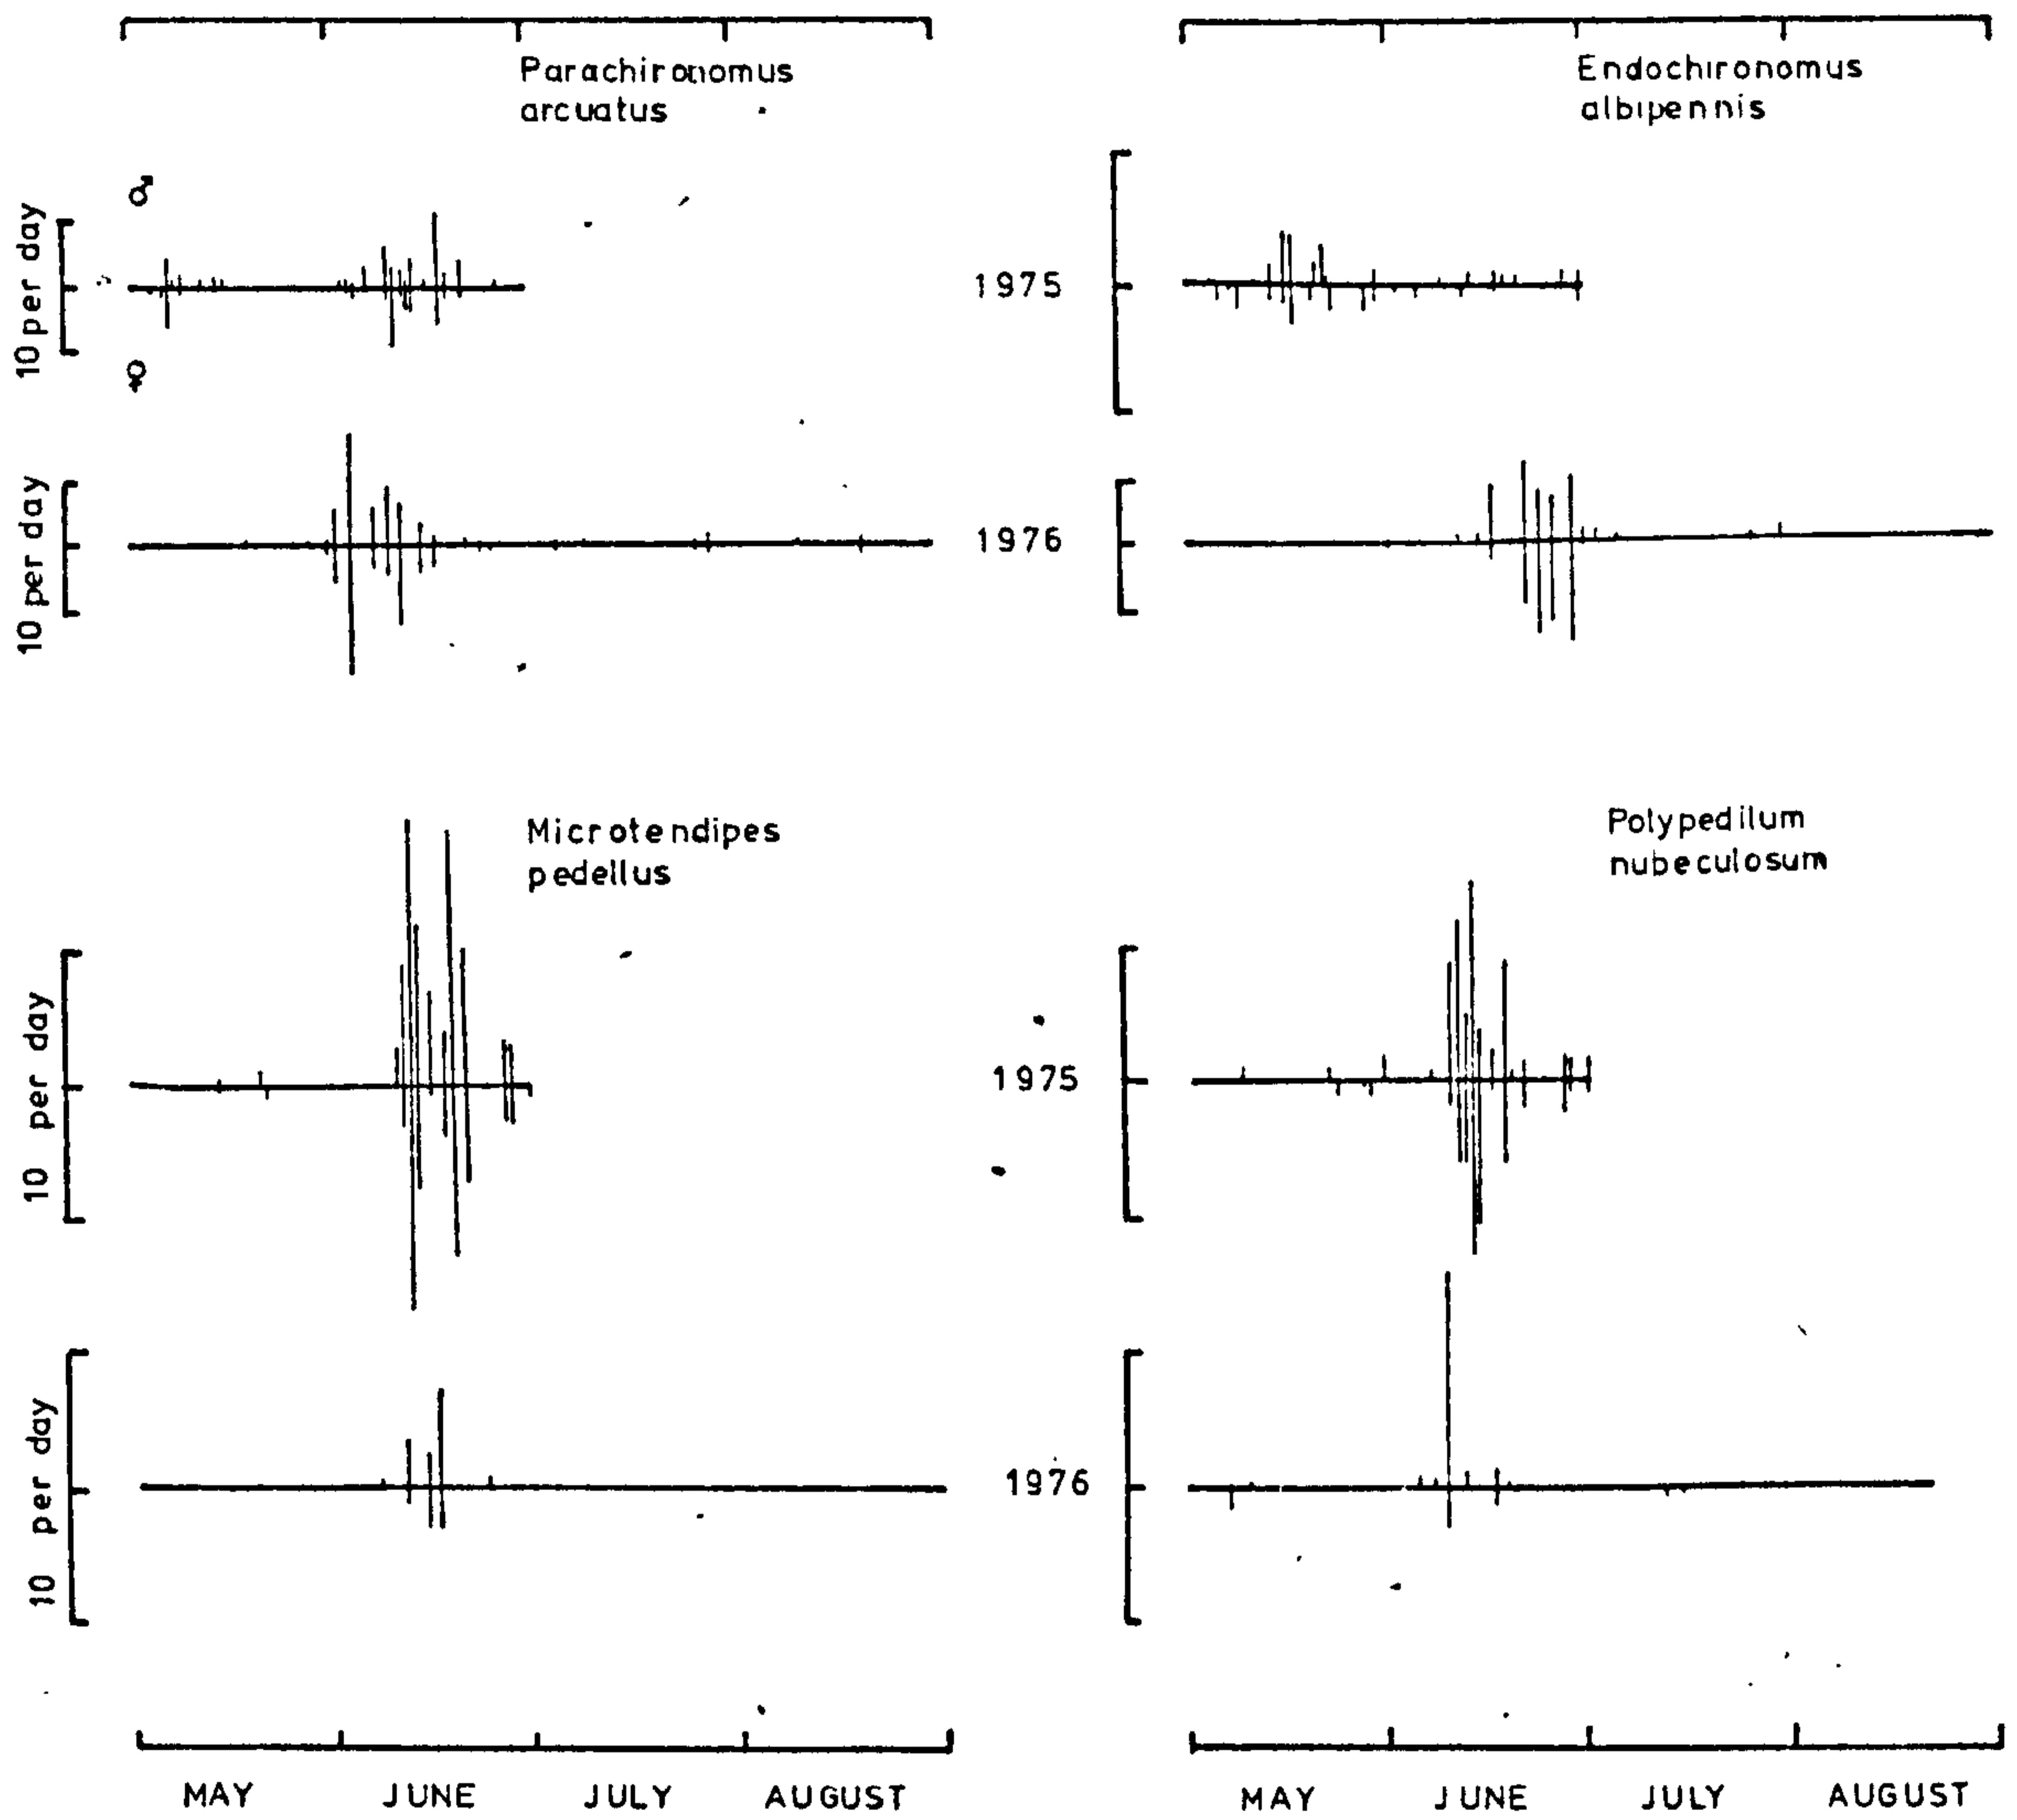 Parachironomus
arcuatus
Endochironomus
albipennis
♂
10 per day
1975
♀
10 per day
1976
Microtendipes
pedellus
Polypedilum
nubeculosum
10 per day
1975
10 per day
1976
MAY JUNE JULY AUGUST
MAY JUNE JULY AUGUST